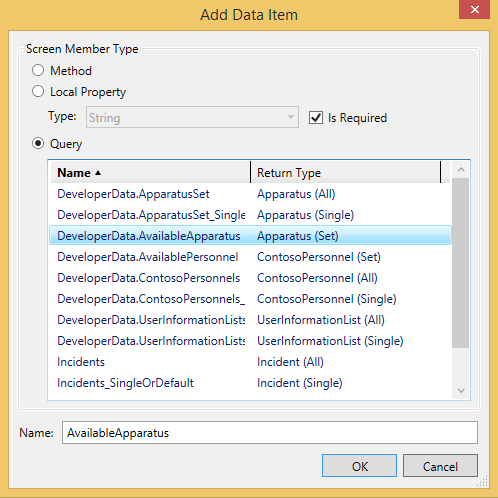 Add Data Item
Screen Member Type
Method
Local Property
Type: String Is Required
Query
Name Return Type
DeveloperData.ApparatusSet Apparatus (All)
DeveloperData.ApparatusSet_Single Apparatus (Single)
DeveloperData.AvailableApparatus Apparatus (Set)
DeveloperData.AvailablePersonnel ContosoPersonnel (Set)
DeveloperData.ContosoPersonnels ContosoPersonnel (All)
DeveloperData.ContosoPersonnels_ ContosoPersonnel (Single)
DeveloperData.UserInformationLists UserInformationList (All)
DeveloperData.UserInformationLists UserInformationList (Single)
Incidents Incident (All)
Incidents_SingleOrDefault Incident (Single)
Name: AvailableApparatus
OK Cancel